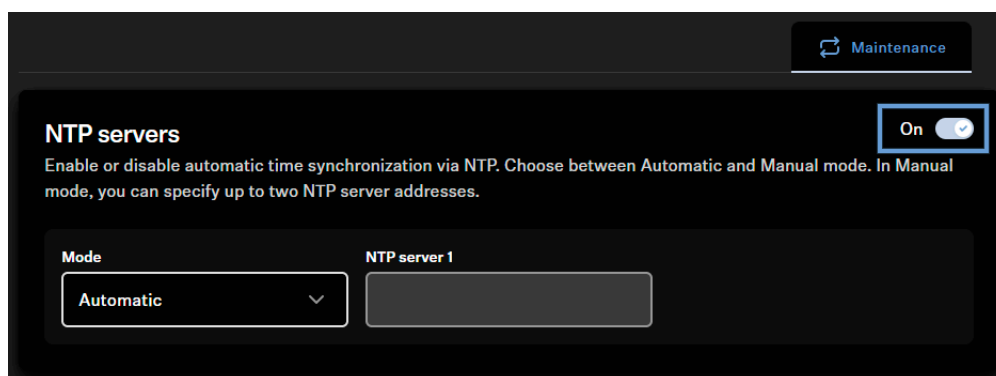 Maintenance
NTP servers
On
Enable or disable automatic time synchronization via NTP. Choose between Automatic and Manual mode. In Manual
mode, you can specify up to two NTP server addresses.
Mode
NTP server 1
Automatic